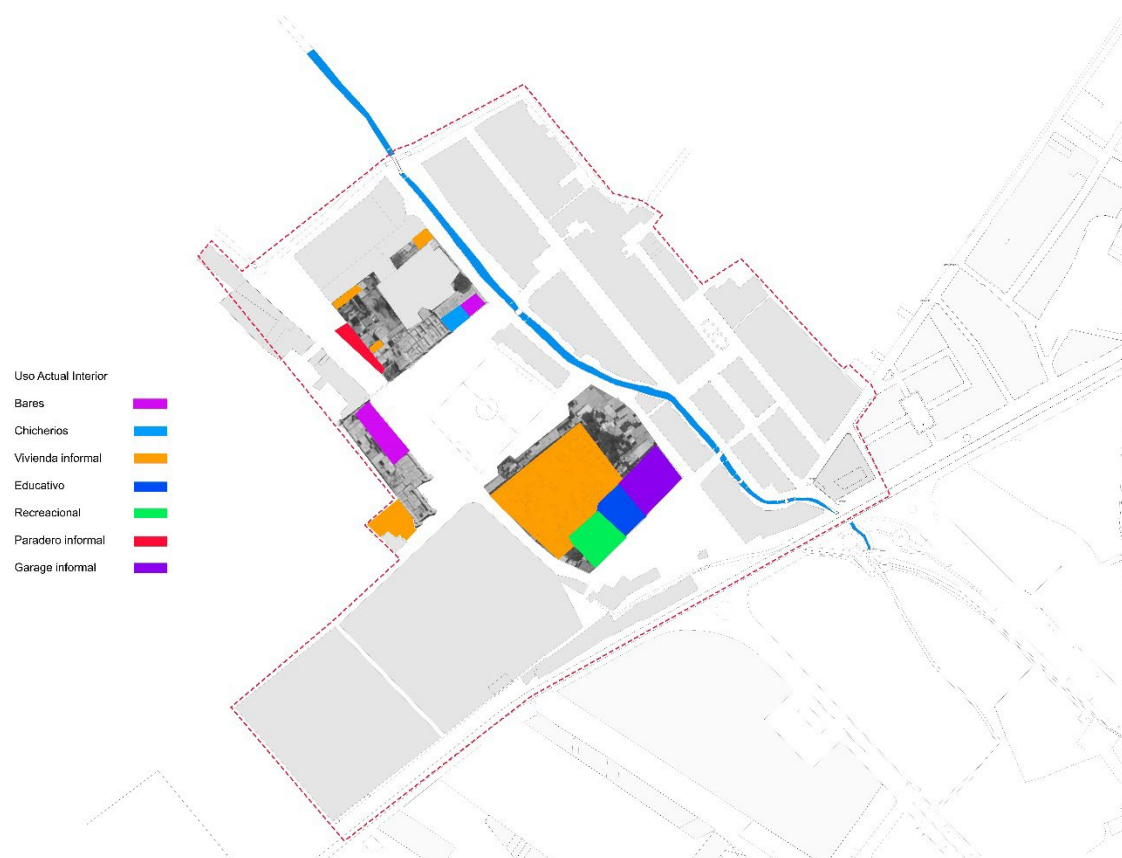 Uso Actual Interior
Bares
Chicherios
Vivienda informal
Educativo
Recreacional
Paradero informal
Garage informal